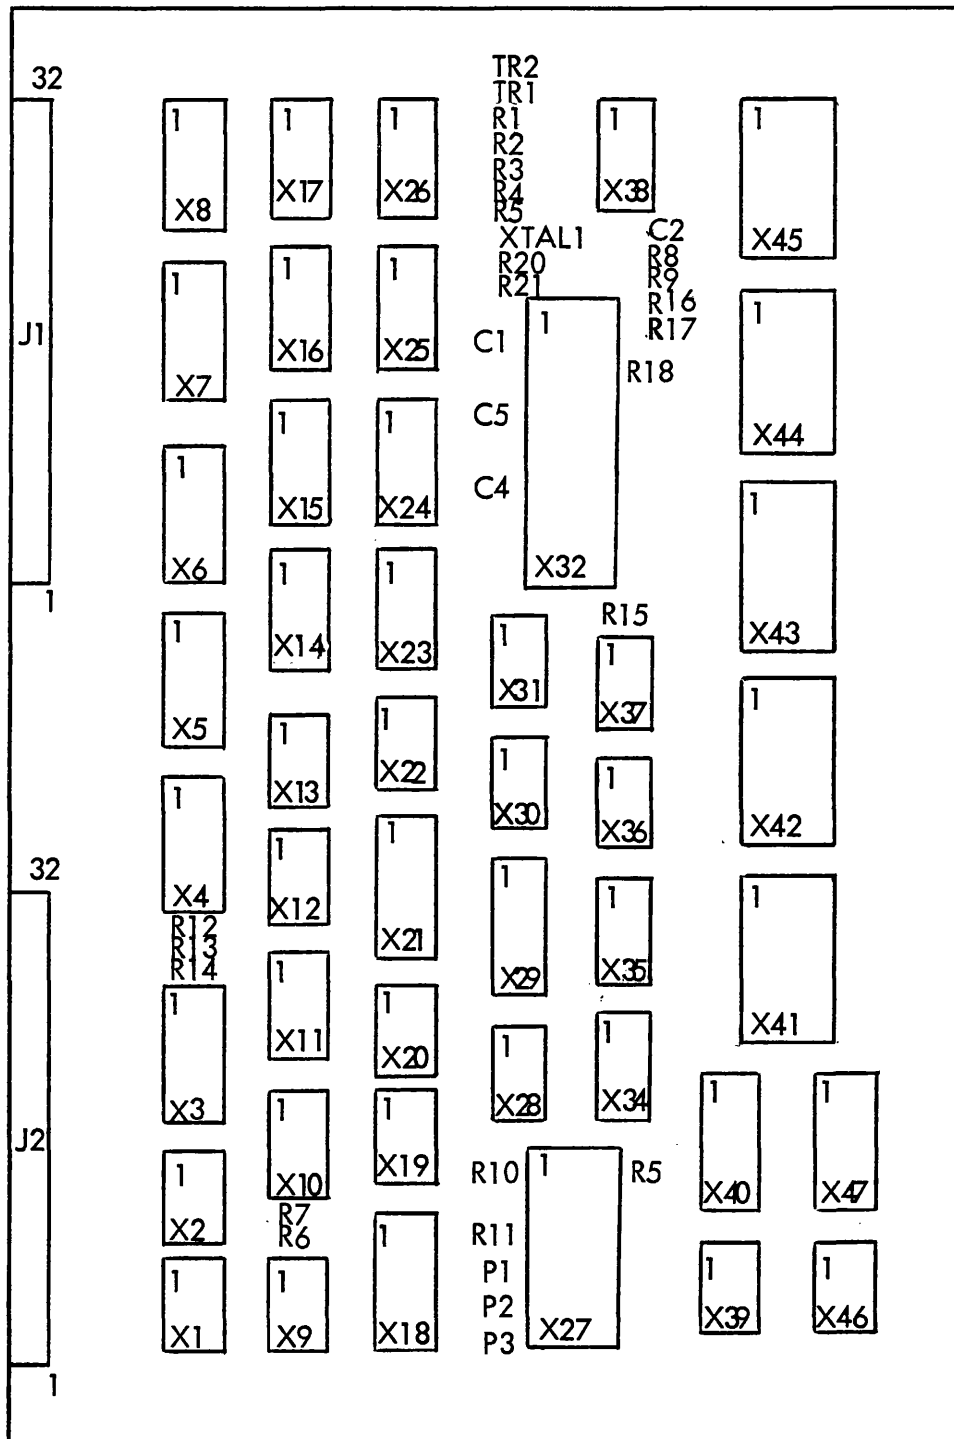 TR2
TR1
R1
R2
R3
R4
R5
XTAL1
R20
R21
32
J1
1
32
J2
1
1
X8
1
X7
1
X6
1
X5
1
X4
R12
R13
R14
1
X3
1
X2
1
X1
1
X17
1
X16
1
X15
1
X14
1
X13
1
X12
1
X11
1
X10
R7
R6
1
X9
1
X26
1
X25
1
X24
1
X23
1
X22
1
X21
1
X20
1
X19
1
X18
C1
C5
C4
1
X32
1
X31
1
X30
1
X29
1
X28
R10
R11
P1
P2
P3
1
X27
R5
1
X38
C2
R8
R9
R16
R17
R18
R15
1
X37
1
X36
1
X35
1
X34
1
X45
1
X44
1
X43
1
X42
1
X41
1
X40
1
X39
1
X47
1
X46